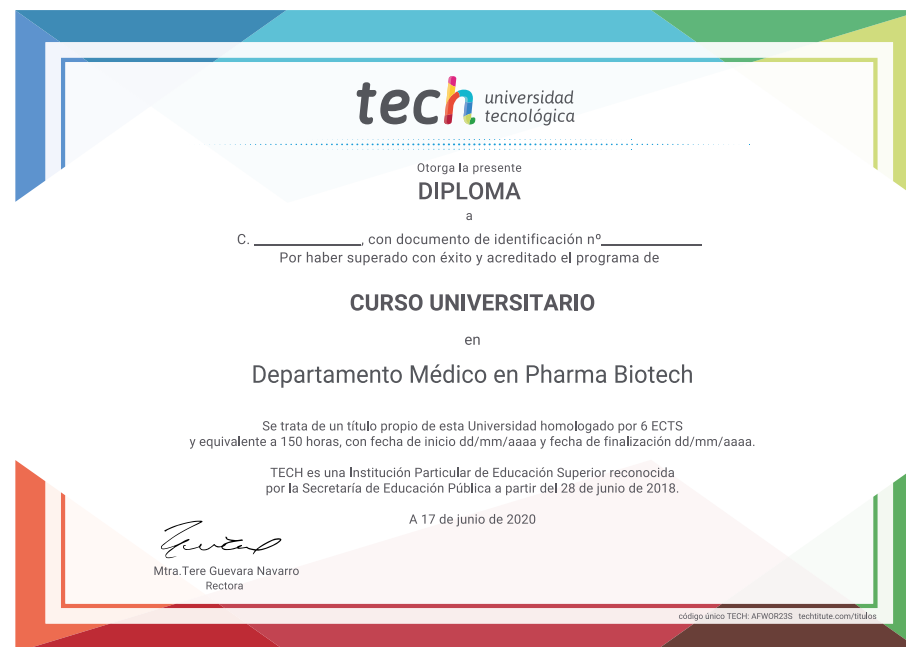 tech universidad
tecnológica
Otorga la presente
DIPLOMA
a
C. ______________, con documento de identificación nº_____________
Por haber superado con éxito y acreditado el programa de
CURSO UNIVERSITARIO
en
Departamento Médico en Pharma Biotech
Se trata de un título propio de esta Universidad homologado por 6 ECTS
y equivalente a 150 horas, con fecha de inicio dd/mm/aaaa y fecha de finalización dd/mm/aaaa.
TECH es una Institución Particular de Educación Superior reconocida
por la Secretaría de Educación Pública a partir del 28 de junio de 2018.
A 17 de junio de 2020
Mtra.Tere Guevara Navarro
Rectora
código único TECH: AFWOR23S techtitute.com/titulos